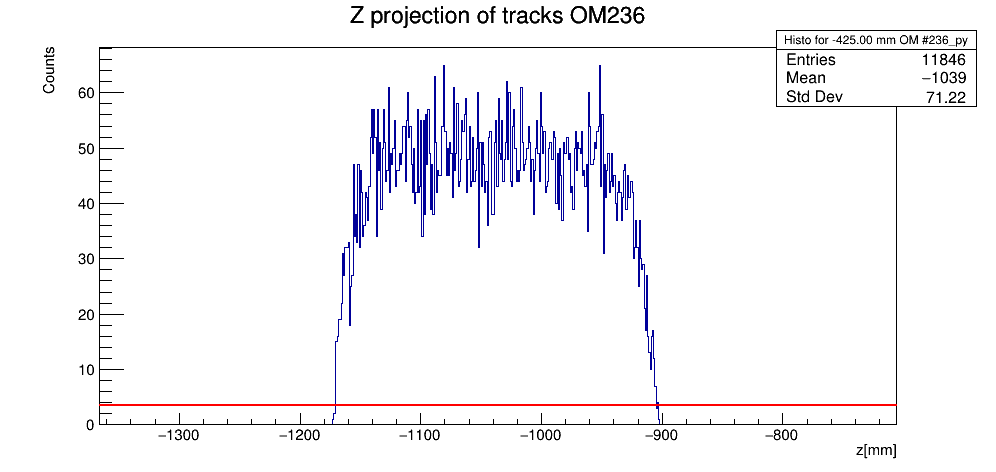 Z projection of tracks OM236
Histo for -425.00 mm OM #236_py
Entries 11846
Mean −1039
Std Dev 71.22
Counts
60
50
40
30
20
10
0
−1300 −1200 −1100 −1000 −900 −800
z[mm]